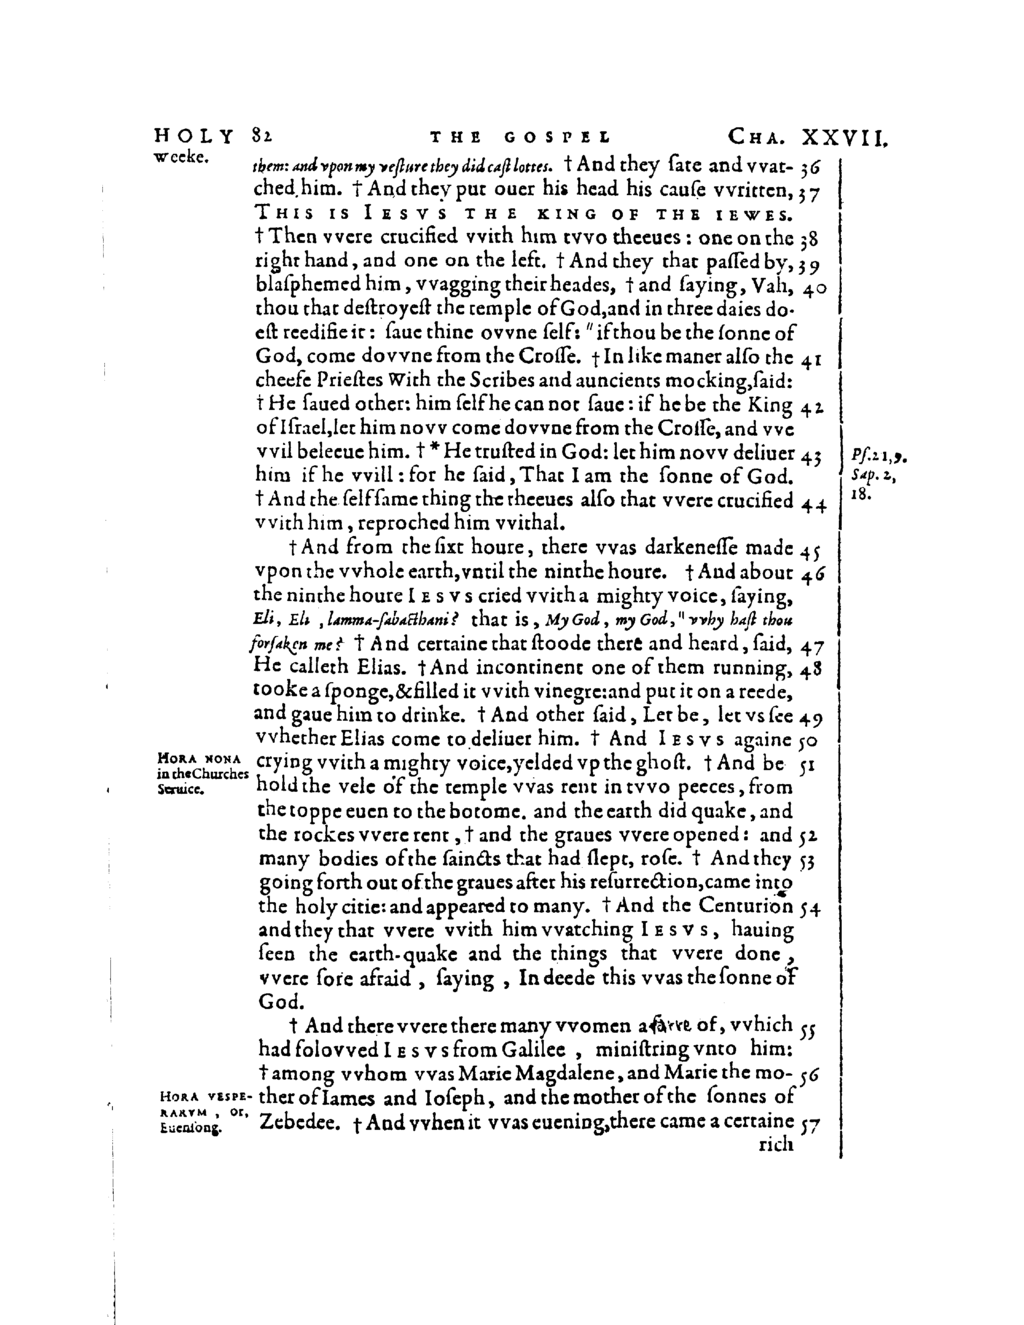 HOLY 82 THE GOSPEL CHA. XXVII.
weeke.
them: and vpon my vesture they did cast lottes. † And they ſate and vvat- 36
ched him. † And they put ouer his head his cauſe vvritten, 37
THIS IS IESVS THE KING OF THE IEWES.
† Then vvere crucified vvith him tvvo theeues: one on the 38
right hand, and one on the left. † And they that paſſed by, 39
blaſphemed him, vvagging their heades, † and ſaying, Vah, 40
thou that deſtroyeſt the temple of God,and in three daies do-
eſt reedifie it: ſaue thine ovvne ſelf: "if thou be the ſonne of
God, come dovvne from the Croſſe. † In like maner alſo the 41
cheefe Prieſtes With the Scribes and auncients mocking,ſaid:
† He ſaued other: him ſelf he can not ſaue: if he be the King 42
of Iſrael,let him novv come dovvne from the Croſſe, and vve
vvil beleeue him. † * He truſted in God: let him novv deliuer 43
Pſ.21,9.
him if he vvill: for he ſaid, That I am the ſonne of God.
Sap. 2,
† And the ſelfſame thing the theeues alſo that vvere crucified 44
18.
vvith him, reproched him vvithal.
† And from the ſixt houre, there vvas darkeneſſe made 45
vpon the vvhole earth,vntil the ninthe houre. † And about 46
the ninthe houre IESVS cried vvith a mighty voice, ſaying,
Eli, Eli, lamma-ſabacthani? that is, My God, my God, " vvhy haſt thou
forſaken me? † And certaine that ſtoode there and heard, ſaid, 47
He calleth Elias. † And incontinent one of them running, 48
tooke a ſponge,&filled it vvith vinegre:and put it on a reede,
and gaue him to drinke. † And other ſaid, Let be, let vs ſee 49
vvhether Elias come to deliuer him. † And IESVS againe 50
HORA NONA
in the Churches
Seruice.
crying vvith a mighty voice,yelded vp the ghoſt. † And be 51
hold the vele of the temple vvas rent in tvvo peeces, from
the toppe euen to the botome. and the earth did quake, and
the rockes vvere rent, † and the graues vvere opened: and 52
many bodies of the ſaincts that had ſlept, roſe. † And they 53
going forth out of the graues after his reſurrection,came into
the holy citie: and appeared to many. † And the Centurion 54
and they that vvere vvith him vvatching IESVS, hauing
ſeen the earth-quake and the things that vvere done,
vvere ſore afraid, ſaying, In deede this vvas the ſonne of
God.
† And there vvere there many vvomen a farre of, vvhich 55
had folovved IESVS from Galilee, miniſtring vnto him:
† among vvhom vvas Marie Magdalene, and Marie the mo- 56
HORA VESPE-
RARVM, or,
Euenſong.
ther of Iames and Ioſeph, and the mother of the ſonnes of
Zebedee. † And vvhen it vvas euening,there came a certaine 57
rich